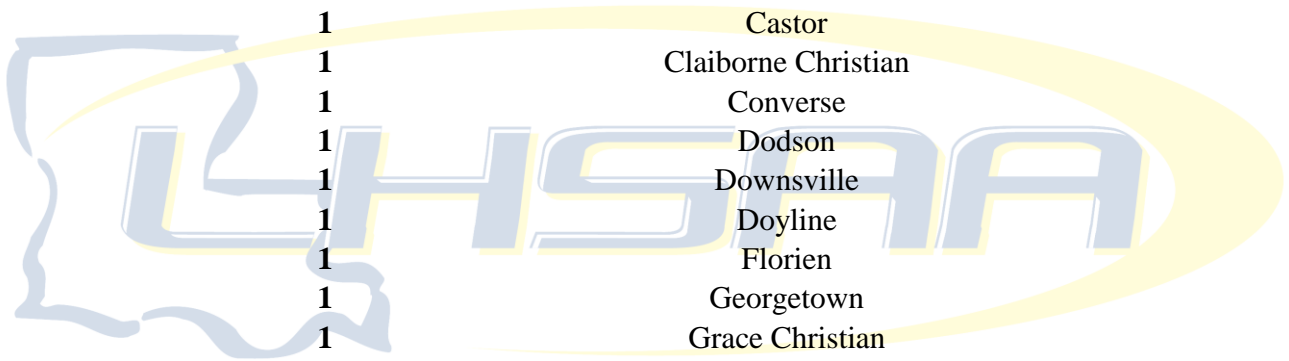 1 Castor
1 Claiborne Christian
1 Converse
1 Dodson
1 Downsville
1 Doyline
1 Florien
1 Georgetown
1 Grace Christian
LHSAA